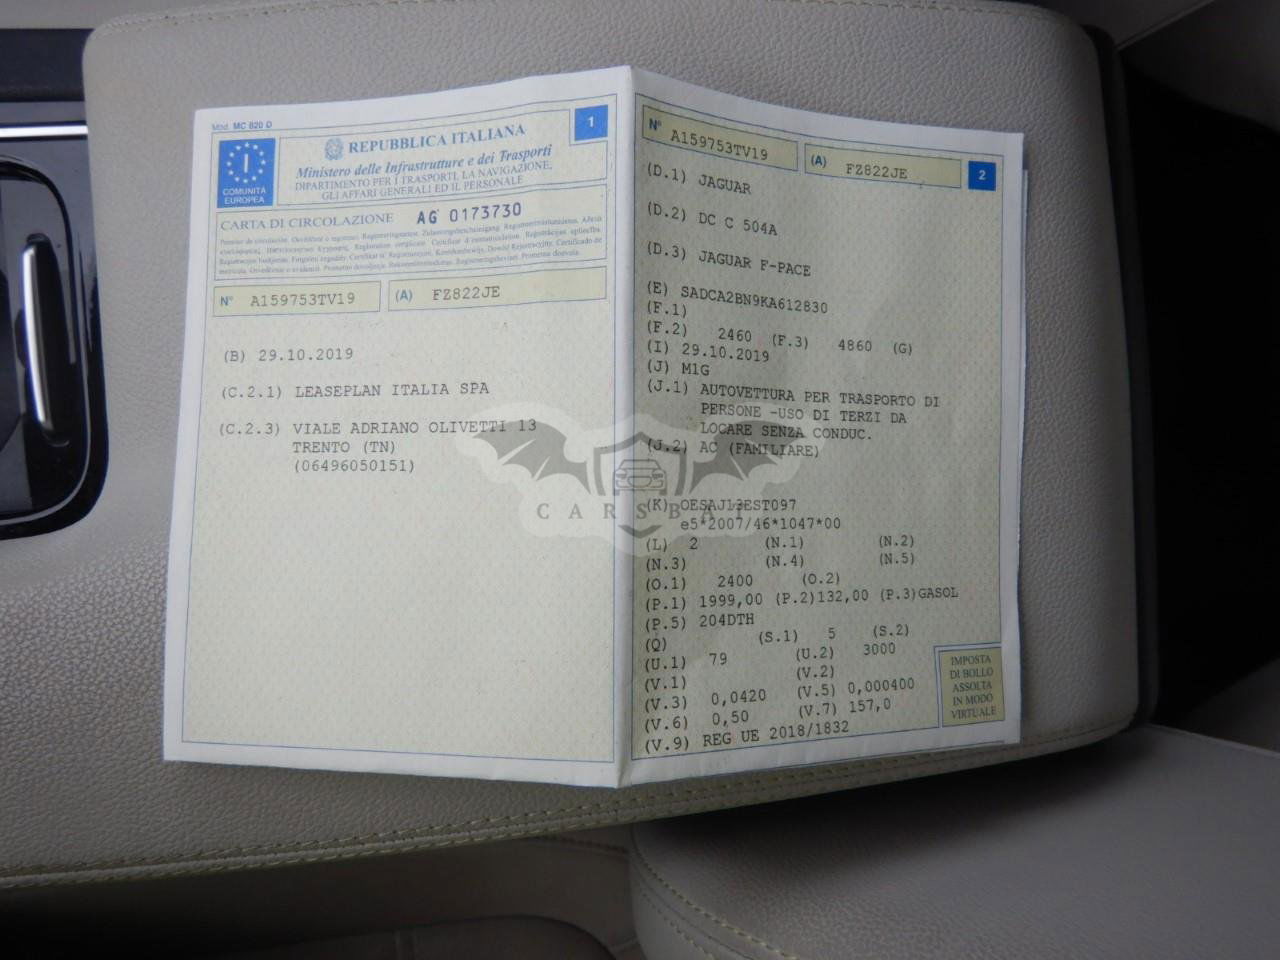 Mod. MC 820 D
1
I
COMUNITÀ
EUROPEA
REPUBBLICA ITALIANA
Ministero delle Infrastrutture e dei Trasporti
DIPARTIMENTO PER I TRASPORTI, LA NAVIGAZIONE,
GLI AFFARI GENERALI ED IL PERSONALE
CARTA DI CIRCOLAZIONE AG 0173730
N° A159753TV19 (A) FZ822JE
(B) 29.10.2019
(C.2.1) LEASEPLAN ITALIA SPA
(C.2.3) VIALE ADRIANO OLIVETTI 13
TRENTO (TN)
(06496050151)
N° A159753TV19 (A) FZ822JE 2
(D.1) JAGUAR
(D.2) DC C 504A
(D.3) JAGUAR F-PACE
(E) SADCA2BN9KA612830
(F.1)
(F.2) 2460 (F.3) 4860 (G)
(I) 29.10.2019
(J) M1G
(J.1) AUTOVETTURA PER TRASPORTO DI
PERSONE -USO DI TERZI DA
LOCARE SENZA CONDUC.
(J.2) AC (FAMILIARE)
(K) OESAJ13EST097
e5*2007/46*1047*00
(L) 2 (N.1) (N.2)
(N.3) (N.4) (N.5)
(O.1) 2400 (O.2)
(P.1) 1999,00 (P.2)132,00 (P.3)GASOL
(P.5) 204DTH
(Q) (S.1) 5 (S.2)
(U.1) 79 (U.2) 3000
(V.1) (V.2)
(V.3) 0,0420 (V.5) 0,000400
(V.6) 0,50 (V.7) 157,0
(V.9) REG UE 2018/1832
IMPOSTA
DI BOLLO
ASSOLTA
IN MODO
VIRTUALE
CARSBAT